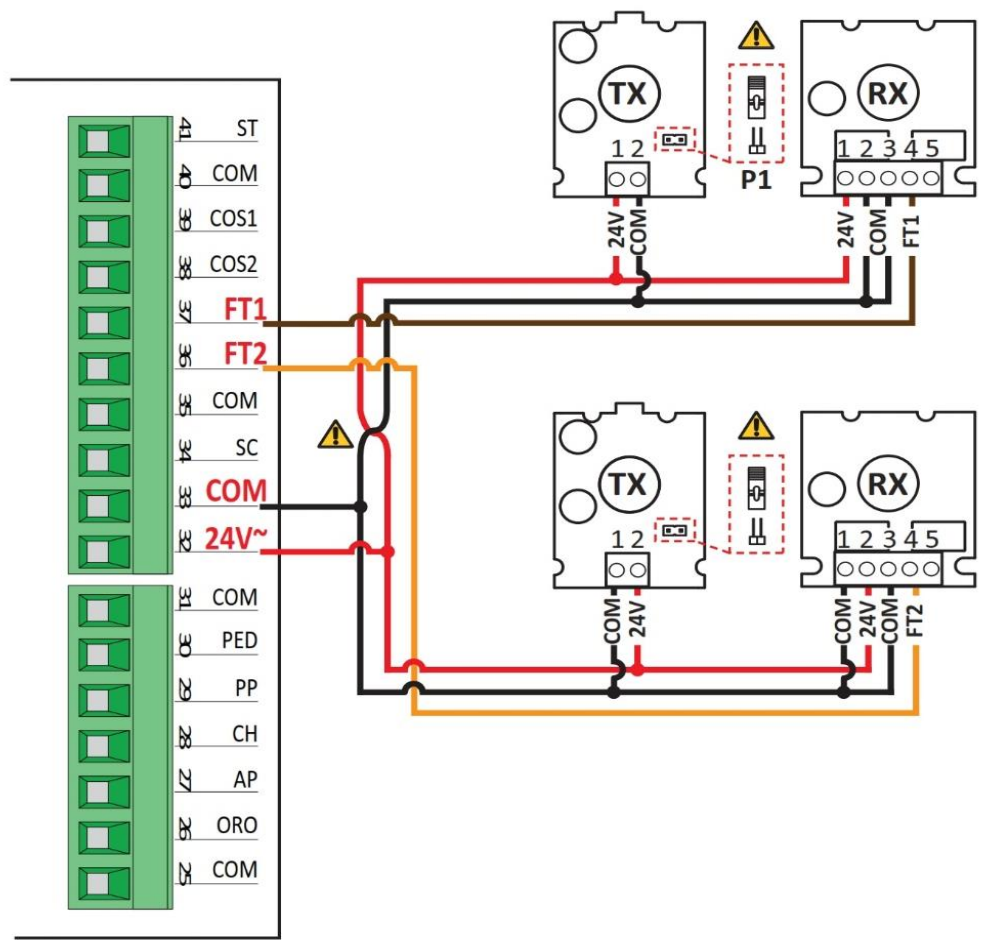 41 ST
40 COM
39 COS1
38 COS2
37 FT1
36 FT2
35 COM
34 SC
33 COM
32 24V~
31 COM
30 PED
29 PP
28 CH
27 AP
26 ORO
25 COM
TX
1 2
24V COM
P1
RX
1 2 3 4 5
24V COM FT1
TX
1 2
COM 24V
RX
1 2 3 4 5
COM 24V COM FT2